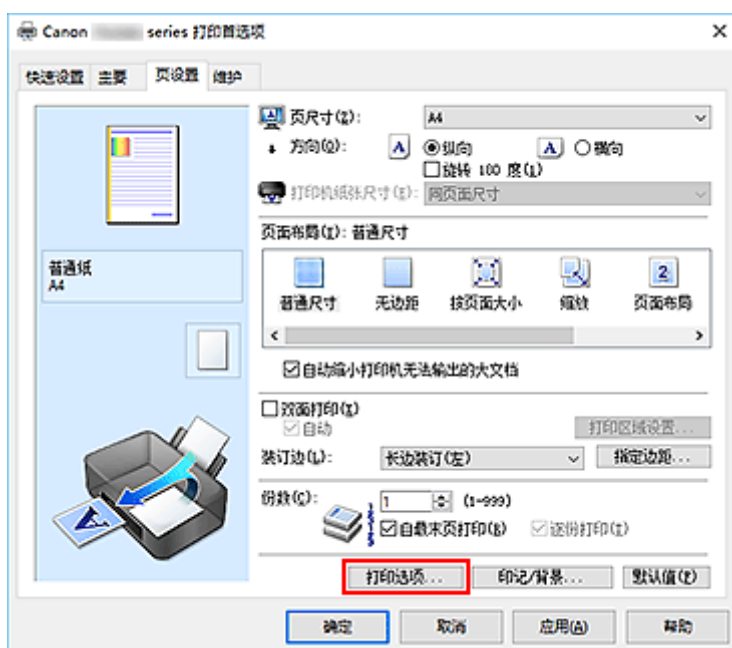 Canon series 打印首选项
快速设置 主要 页设置 维护
页尺寸(Z): A4
方向(O): A 纵向 A 横向
旋转 180 度(1)
打印机纸张尺寸(E): 同页面尺寸
页面布局(I): 普通尺寸
普通纸
A4
普通尺寸 无边距 按页面大小 缩放 页面布局
自动缩小打印机无法输出的大文档
双面打印(X)
自动
打印区域设置...
装订边(L): 长边装订(左) 指定边距...
份数(C): 1 (1-999)
自最末页打印(B) 逐份打印(T)
打印选项... 印记/背景... 默认值(F)
确定 取消 应用(A) 帮助